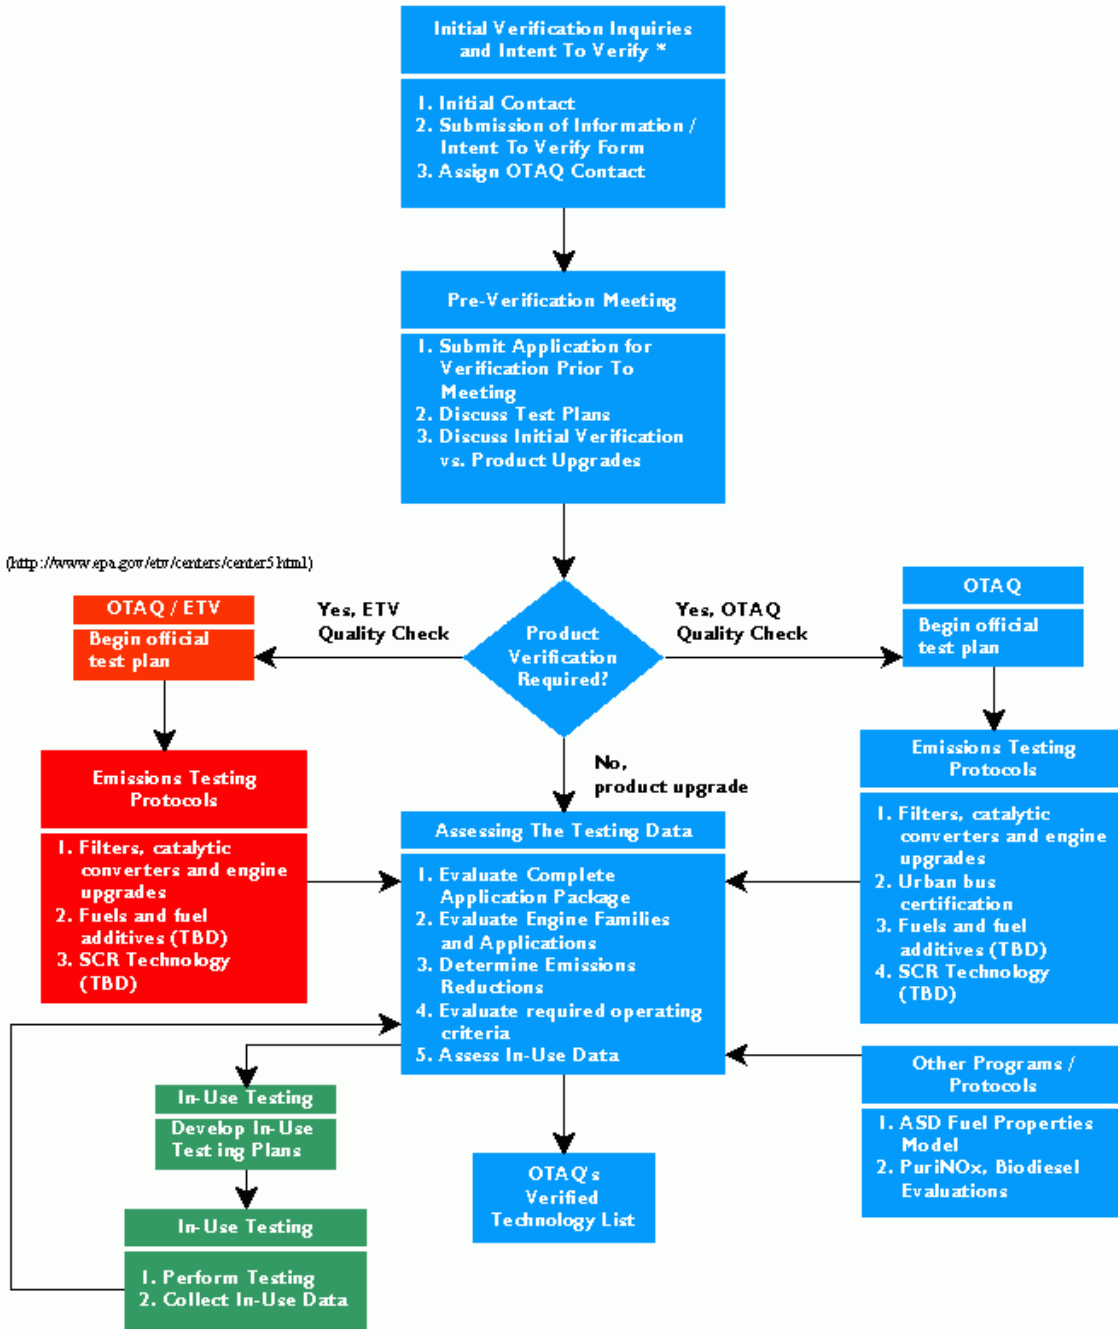 Initial Verification Inquiries
and Intent To Verify *
1. Initial Contact
2. Submission of Information /
Intent To Verify Form
3. Assign OTAQ Contact
Pre-Verification Meeting
1. Submit Application for
Verification Prior To
Meeting
2. Discuss Test Plans
3. Discuss Initial Verification
vs. Product Upgrades
(http://www.epa.gov/etv/centers/center5.html)
OTAQ / ETV
Begin official
test plan
Yes, ETV
Quality Check
Product
Verification
Required?
Yes, OTAQ
Quality Check
OTAQ
Begin official
test plan
No,
product upgrade
Emissions Testing
Protocols
1. Filters, catalytic
converters and engine
upgrades
2. Fuels and fuel
additives (TBD)
3. SCR Technology
(TBD)
Assessing The Testing Data
1. Evaluate Complete
Application Package
2. Evaluate Engine Families
and Applications
3. Determine Emissions
Reductions
4. Evaluate required operating
criteria
5. Assess In-Use Data
Emissions Testing
Protocols
1. Filters, catalytic
converters and engine
upgrades
2. Urban bus
certification
3. Fuels and fuel
additives (TBD)
4. SCR Technology
(TBD)
Other Programs /
Protocols
1. ASD Fuel Properties
Model
2. PuriNOx, Biodiesel
Evaluations
In-Use Testing
Develop In-Use
Testing Plans
In-Use Testing
1. Perform Testing
2. Collect In-Use Data
OTAQ's
Verified
Technology List